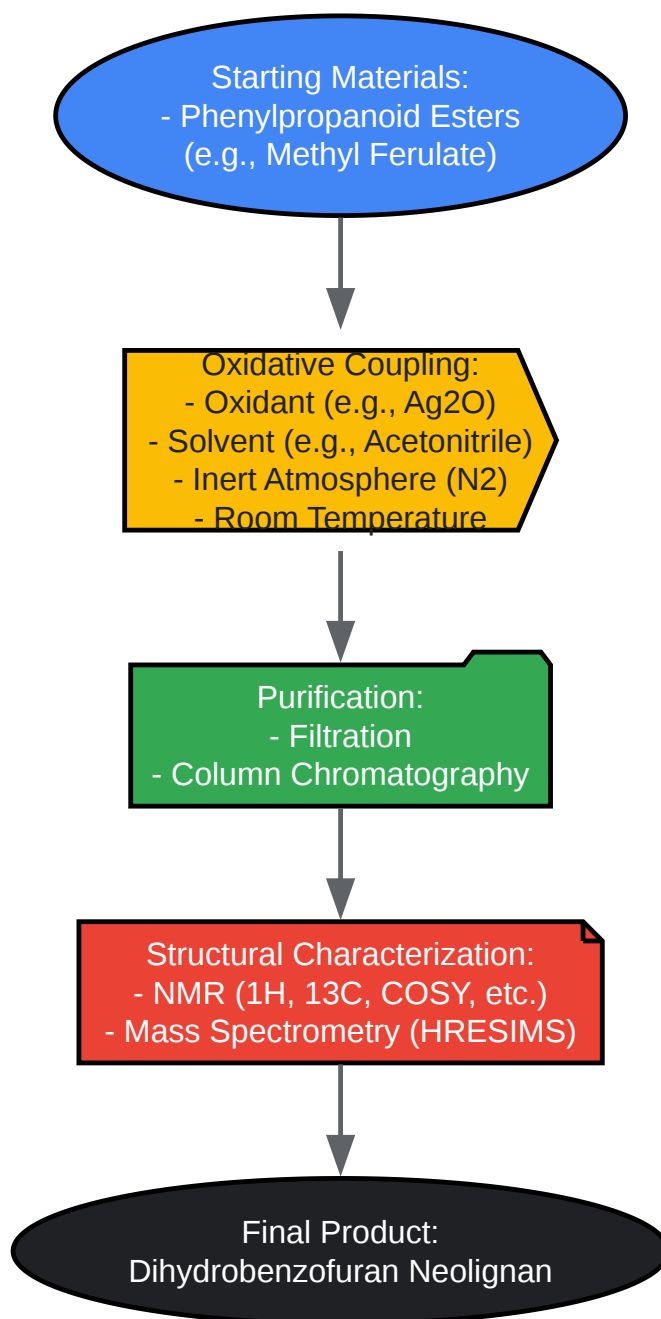 Starting Materials:
- Phenylpropanoid Esters
(e.g., Methyl Ferulate)
Oxidative Coupling:
- Oxidant (e.g., Ag2O)
- Solvent (e.g., Acetonitrile)
- Inert Atmosphere (N2)
- Room Temperature
Purification:
- Filtration
- Column Chromatography
Structural Characterization:
- NMR (1H, 13C, COSY, etc.)
- Mass Spectrometry (HRESIMS)
Final Product:
Dihydrobenzofuran Neolignan